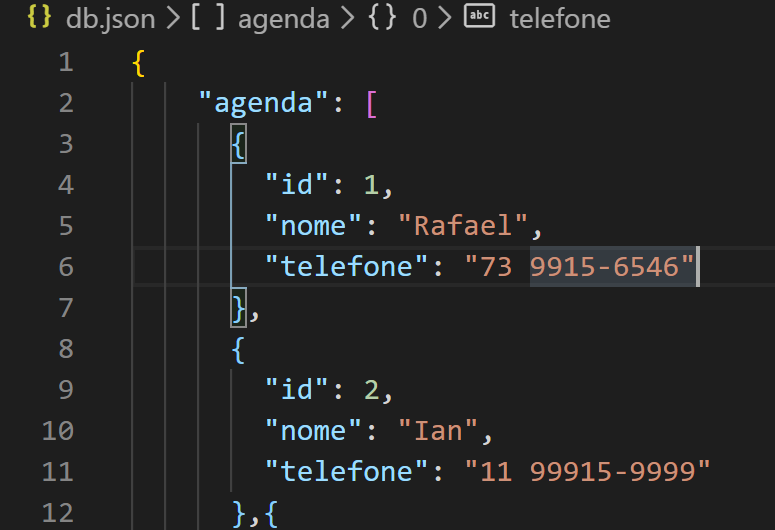 {} db.json > [ ] agenda > {} 0 > abc telefone
1 {
2 "agenda": [
3 {
4 "id": 1,
5 "nome": "Rafael",
6 "telefone": "73 9915-6546"
7 },
8 {
9 "id": 2,
10 "nome": "Ian",
11 "telefone": "11 99915-9999"
12 },{